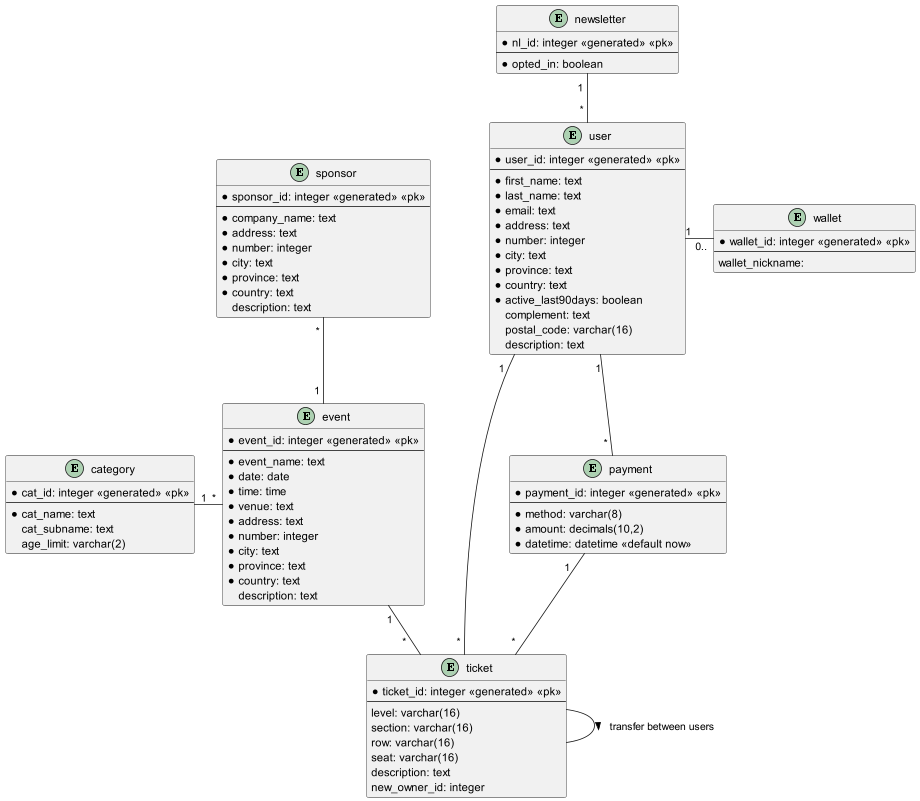 E newsletter
* nl_id: integer «generated» «pk»
* opted_in: boolean
1
*
E user
* user_id: integer «generated» «pk»
* first_name: text
* last_name: text
* email: text
* address: text
* number: integer
* city: text
* province: text
* country: text
* active_last90days: boolean
complement: text
postal_code: varchar(16)
description: text
E sponsor
* sponsor_id: integer «generated» «pk»
* company_name: text
* address: text
* number: integer
* city: text
* province: text
* country: text
description: text
E wallet
* wallet_id: integer «generated» «pk»
wallet_nickname:
1
0..
*
1
1
1
*
E event
* event_id: integer «generated» «pk»
* event_name: text
* date: date
* time: time
* venue: text
* address: text
* number: integer
* city: text
* province: text
* country: text
description: text
E category
* cat_id: integer «generated» «pk»
* cat_name: text
cat_subname: text
age_limit: varchar(2)
1 *
E payment
* payment_id: integer «generated» «pk»
* method: varchar(8)
* amount: decimals(10,2)
* datetime: datetime «default now»
1
1
*
*
*
E ticket
* ticket_id: integer «generated» «pk»
level: varchar(16)
section: varchar(16)
row: varchar(16)
seat: varchar(16)
description: text
new_owner_id: integer
transfer between users